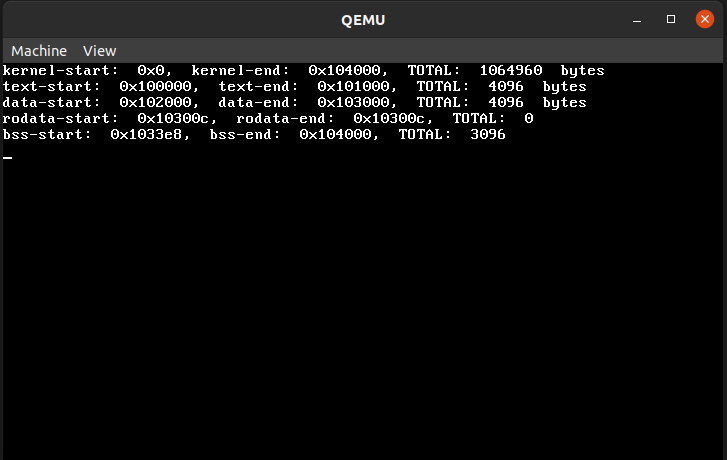 QEMU
Machine View
kernel-start: 0x0, kernel-end: 0x104000, TOTAL: 1064960 bytes
text-start: 0x100000, text-end: 0x101000, TOTAL: 4096 bytes
data-start: 0x102000, data-end: 0x103000, TOTAL: 4096 bytes
rodata-start: 0x10300c, rodata-end: 0x10300c, TOTAL: 0
bss-start: 0x1033e8, bss-end: 0x104000, TOTAL: 3096